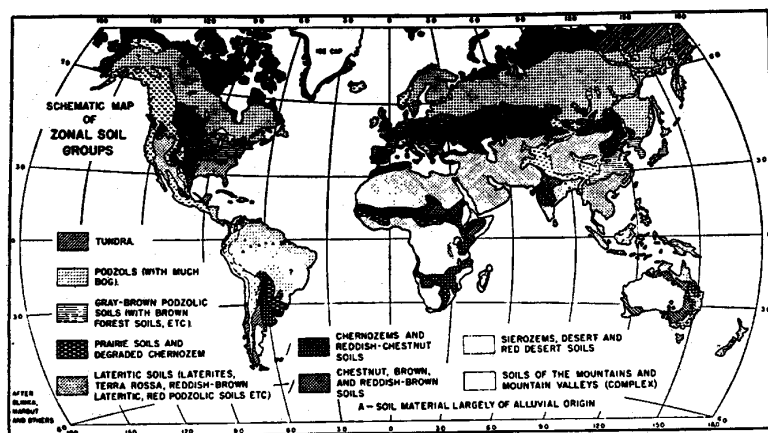 ICE CAP
SCHEMATIC MAP
OF
ZONAL SOIL
GROUPS
TUNDRA.
PODZOLS (WITH MUCH
BOG).
GRAY-BROWN PODZOLIC
SOILS (WITH BROWN
FOREST SOILS, ETC).
PRAIRIE SOILS AND
DEGRADED CHERNOZEM
LATERITIC SOILS (LATERITES,
TERRA ROSSA, REDDISH-BROWN
LATERITIC, RED PODZOLIC SOILS ETC)
CHERNOZEMS AND
REDDISH-CHESTNUT
SOILS
CHESTNUT, BROWN,
AND REDDISH-BROWN
SOILS
SIEROZEMS, DESERT AND
RED DESERT SOILS
SOILS OF THE MOUNTAINS AND
MOUNTAIN VALLEYS (COMPLEX)
A—SOIL MATERIAL LARGELY OF ALLUVIAL ORIGIN
AFTER
GLINKA,
MARBUT
AND OTHERS